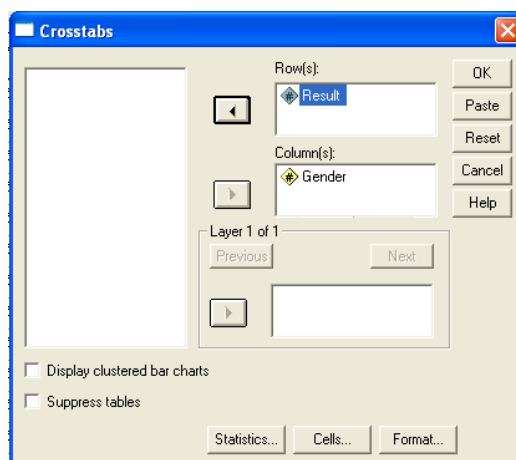 Crosstabs
Row(s):
Result
Column(s):
Gender
OK
Paste
Reset
Cancel
Help
Layer 1 of 1
Previous
Next
Display clustered bar charts
Suppress tables
Statistics...
Cells...
Format...